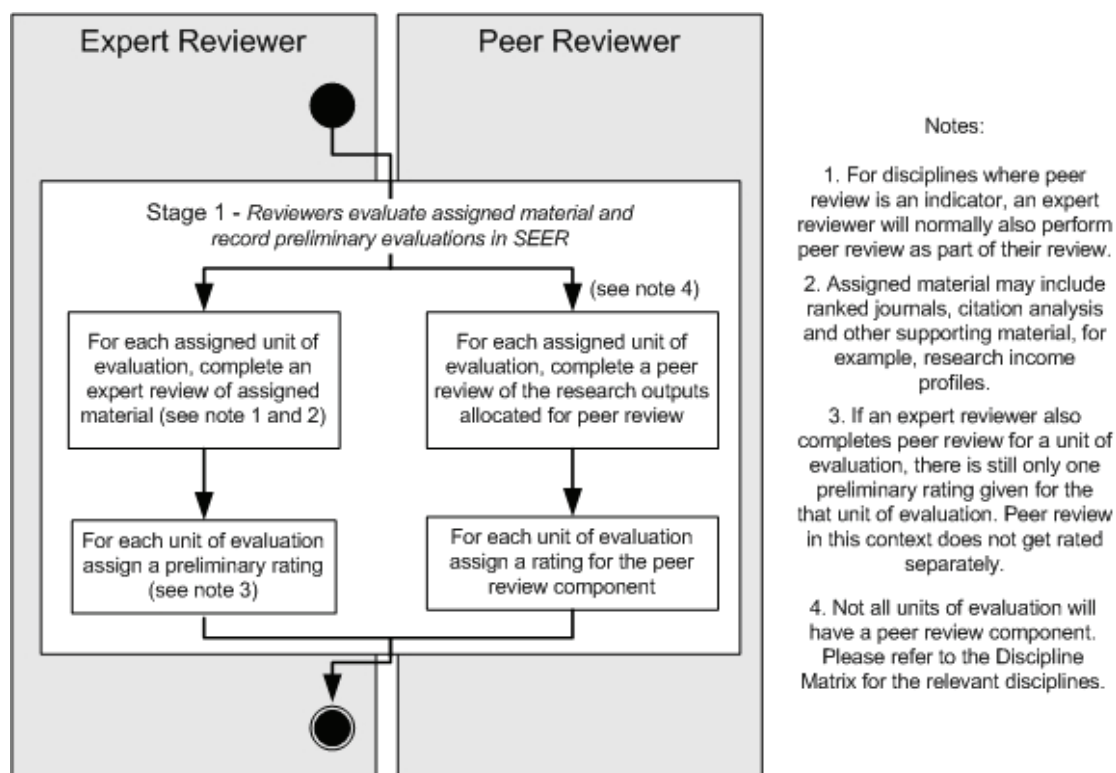 Expert Reviewer
Peer Reviewer
Stage 1 - Reviewers evaluate assigned material and
record preliminary evaluations in SEER
(see note 4)
For each assigned unit of
evaluation, complete an
expert review of assigned
material (see note 1 and 2)
For each assigned unit of
evaluation, complete a peer
review of the research outputs
allocated for peer review
For each unit of evaluation
assign a preliminary rating
(see note 3)
For each unit of evaluation
assign a rating for the peer
review component
Notes:
1. For disciplines where peer
review is an indicator, an expert
reviewer will normally also perform
peer review as part of their review.
2. Assigned material may include
ranked journals, citation analysis
and other supporting material, for
example, research income
profiles.
3. If an expert reviewer also
completes peer review for a unit of
evaluation, there is still only one
preliminary rating given for the
that unit of evaluation. Peer review
in this context does not get rated
separately.
4. Not all units of evaluation will
have a peer review component.
Please refer to the Discipline
Matrix for the relevant disciplines.